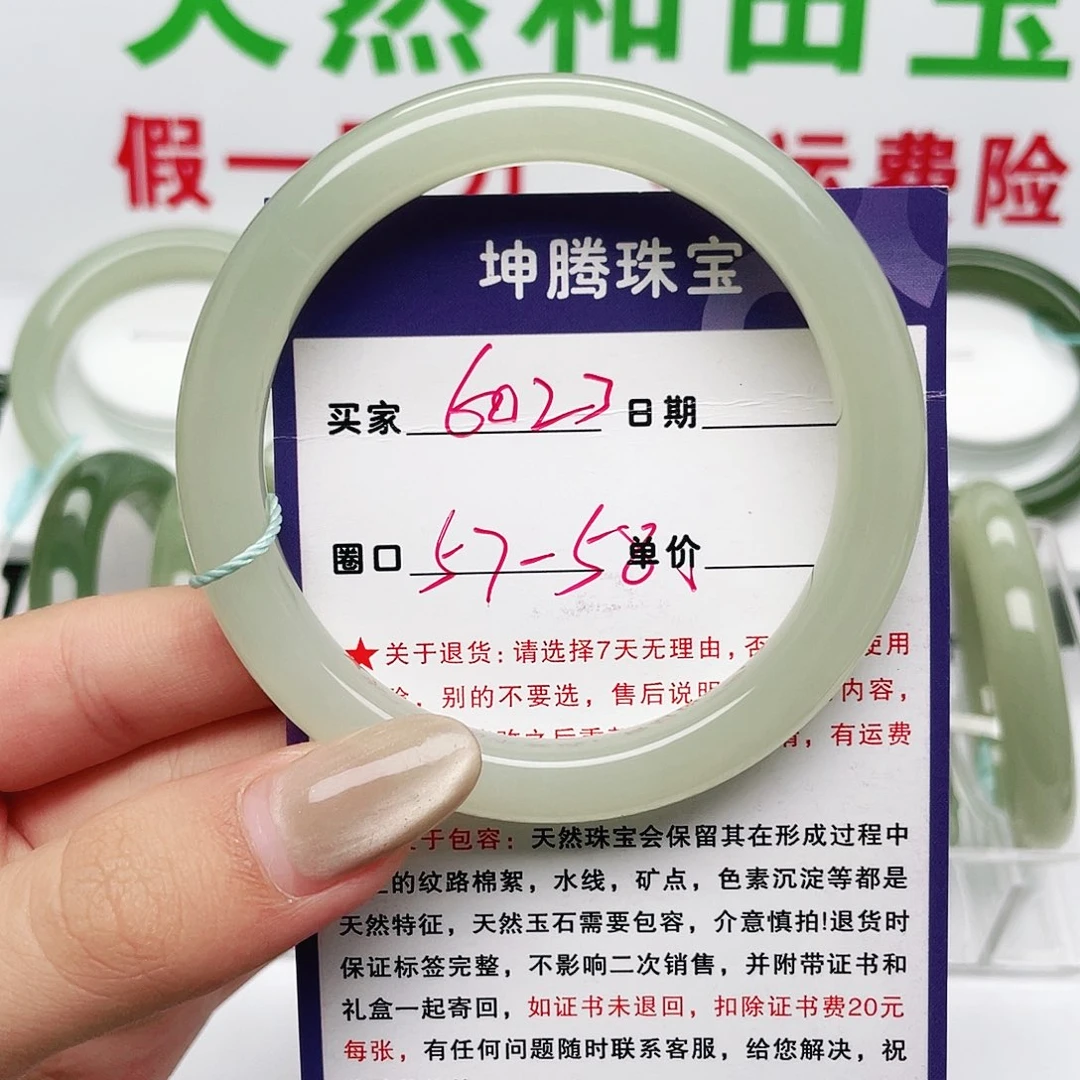 天然和田玉
假一 运费险
坤腾珠宝
买家 6023 日期
圈口 57-58 单价
★关于退货：请选择7天无理由，否 使用
，别的不要选，售后说明 内容，
之后 ，有运费
于包容：天然珠宝会保留其在形成过程中
的纹路棉絮，水线，矿点，色素沉淀等都是
天然特征，天然玉石需要包容，介意慎拍!退货时
保证标签完整，不影响二次销售，并附带证书和
礼盒一起寄回，如证书未退回，扣除证书费20元
每张，有任何问题随时联系客服，给您解决，祝